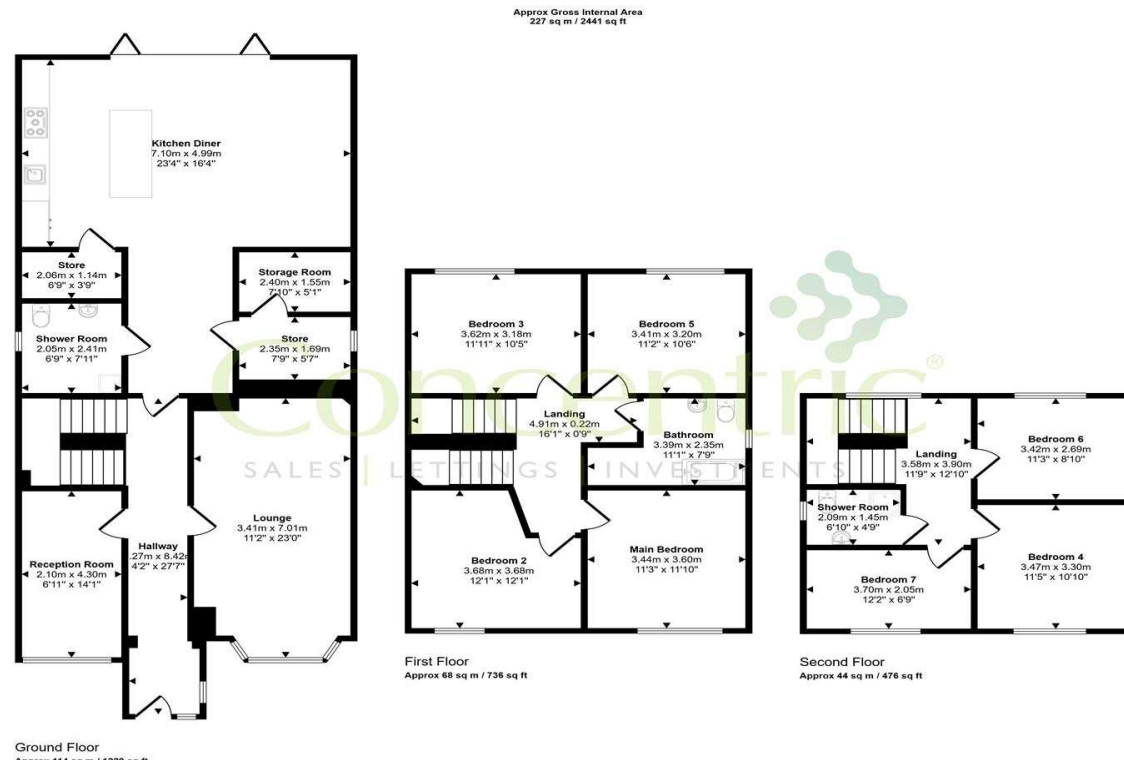 Approx Gross Internal Area
227 sq m / 2441 sq ft
Kitchen Diner
7.10m x 4.99m
23'4" x 16'4"
Store
2.06m x 1.14m
6'9" x 3'9"
Storage Room
2.40m x 1.55m
7'10" x 5'1"
Shower Room
2.05m x 2.41m
6'9" x 7'11"
Store
2.35m x 1.69m
7'9" x 5'7"
Lounge
3.41m x 7.01m
11'2" x 23'0"
Hallway
.27m x 8.42m
4'2" x 27'7"
Reception Room
2.10m x 4.30m
6'11" x 14'1"
Ground Floor
Bedroom 3
3.62m x 3.18m
11'11" x 10'5"
Bedroom 5
3.41m x 3.20m
11'2" x 10'6"
Landing
4.91m x 0.22m
16'1" x 0'9"
Bathroom
3.39m x 2.35m
11'1" x 7'9"
Bedroom 2
3.68m x 3.68m
12'1" x 12'1"
Main Bedroom
3.44m x 3.60m
11'3" x 11'10"
First Floor
Approx 68 sq m / 736 sq ft
Landing
3.58m x 3.90m
11'9" x 12'10"
Bedroom 6
3.42m x 2.69m
11'3" x 8'10"
Shower Room
2.09m x 1.45m
6'10" x 4'9"
Bedroom 7
3.70m x 2.05m
12'2" x 6'9"
Bedroom 4
3.47m x 3.30m
11'5" x 10'10"
Second Floor
Approx 44 sq m / 476 sq ft
Concentric®
SALES | LETTINGS | INVESTMENTS